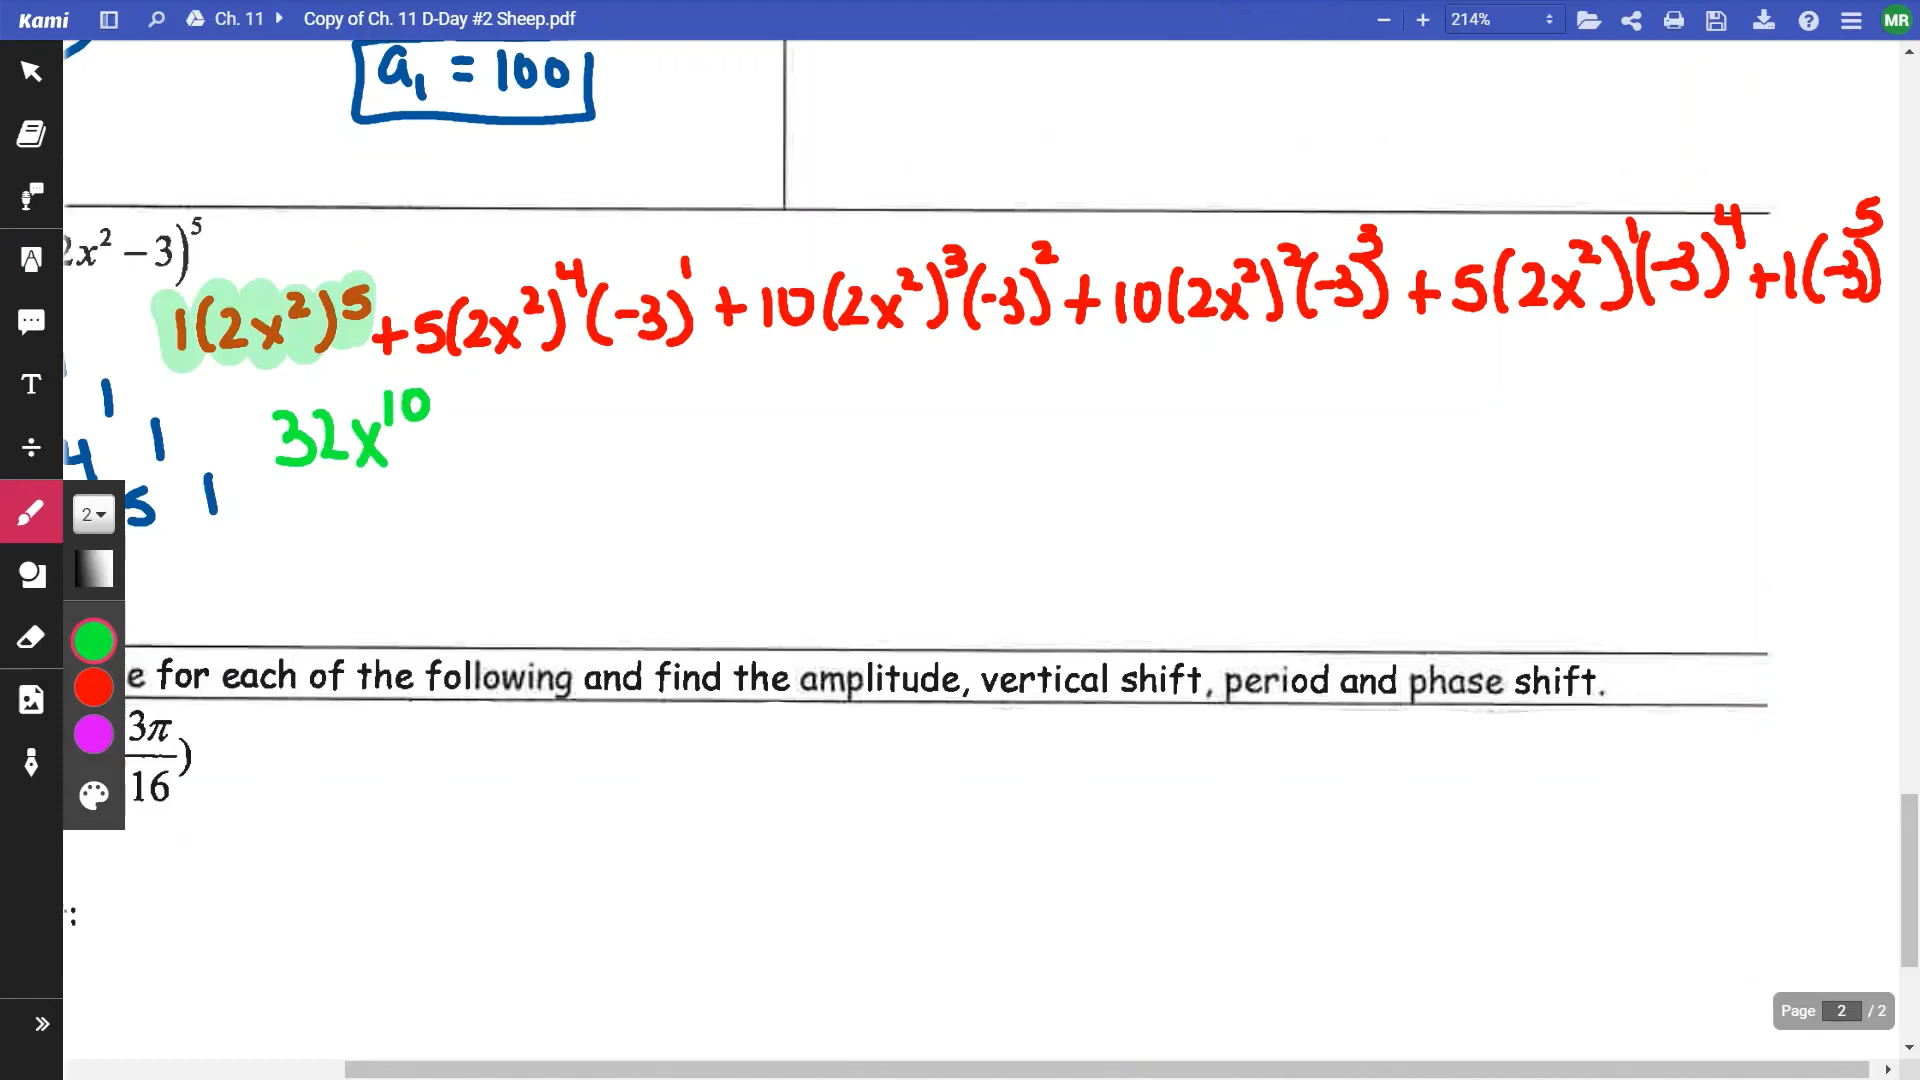 Kami Ch. 11 Copy of Ch. 11 D-Day #2 Sheep.pdf 214% MR
a₁ = 100
2x² − 3)⁵
1(2x²)⁵ + 5(2x²)⁴(-3)¹ + 10(2x²)³(-3)² + 10(2x²)²(-3)³ + 5(2x²)¹(-3)⁴ + 1(-3)⁵
1
32x¹⁰
4 1
5 1
2
e for each of the following and find the amplitude, vertical shift, period and phase shift.
3π
16
)
:
Page 2 / 2